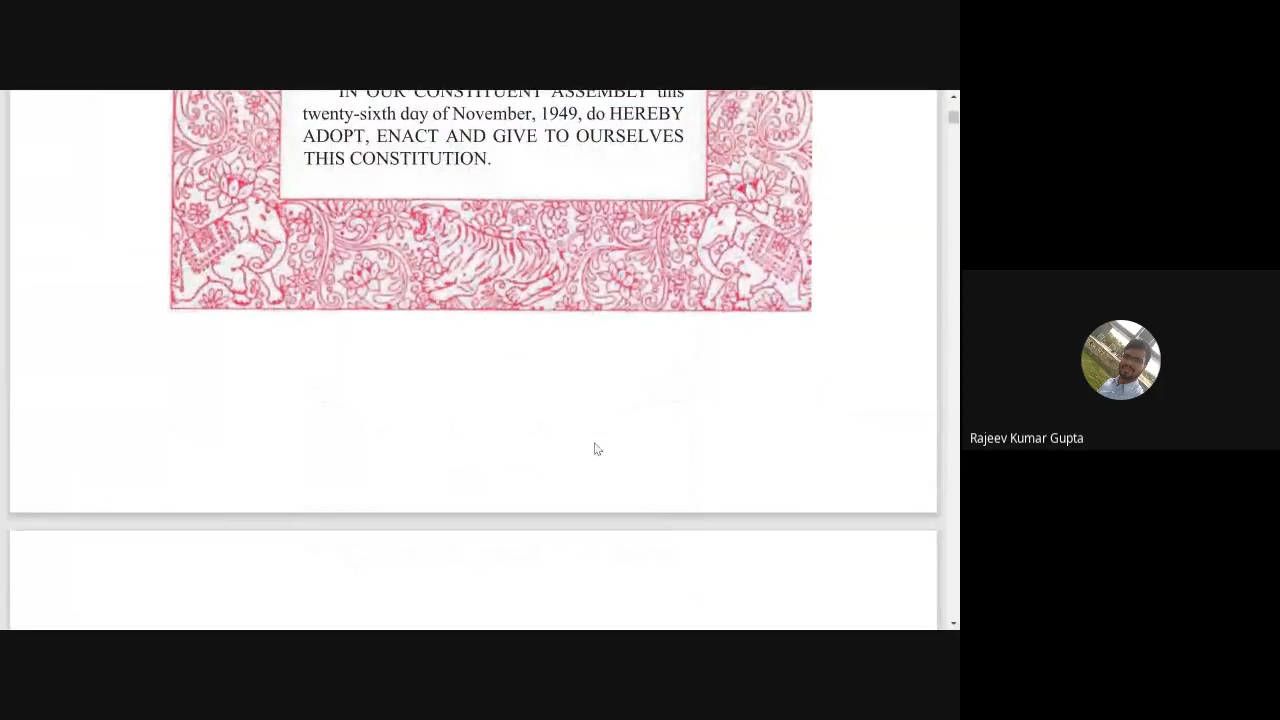 IN OUR CONSTITUENT ASSEMBLY this
twenty-sixth day of November, 1949, do HEREBY
ADOPT, ENACT AND GIVE TO OURSELVES
THIS CONSTITUTION.
Rajeev Kumar Gupta